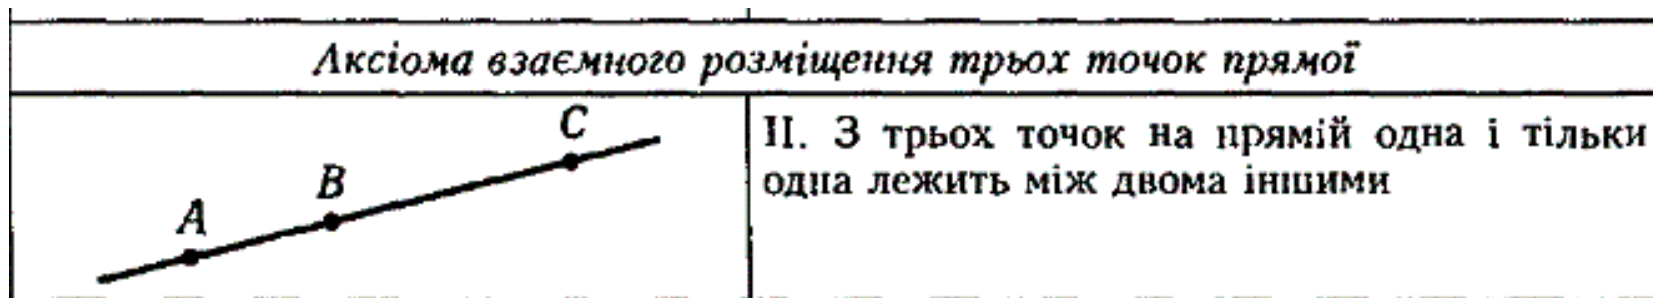 Аксіома взаємного розміщення трьох точок прямої
C
II. З трьох точок на прямій одна і тільки
B
одна лежить між двома іншими
A